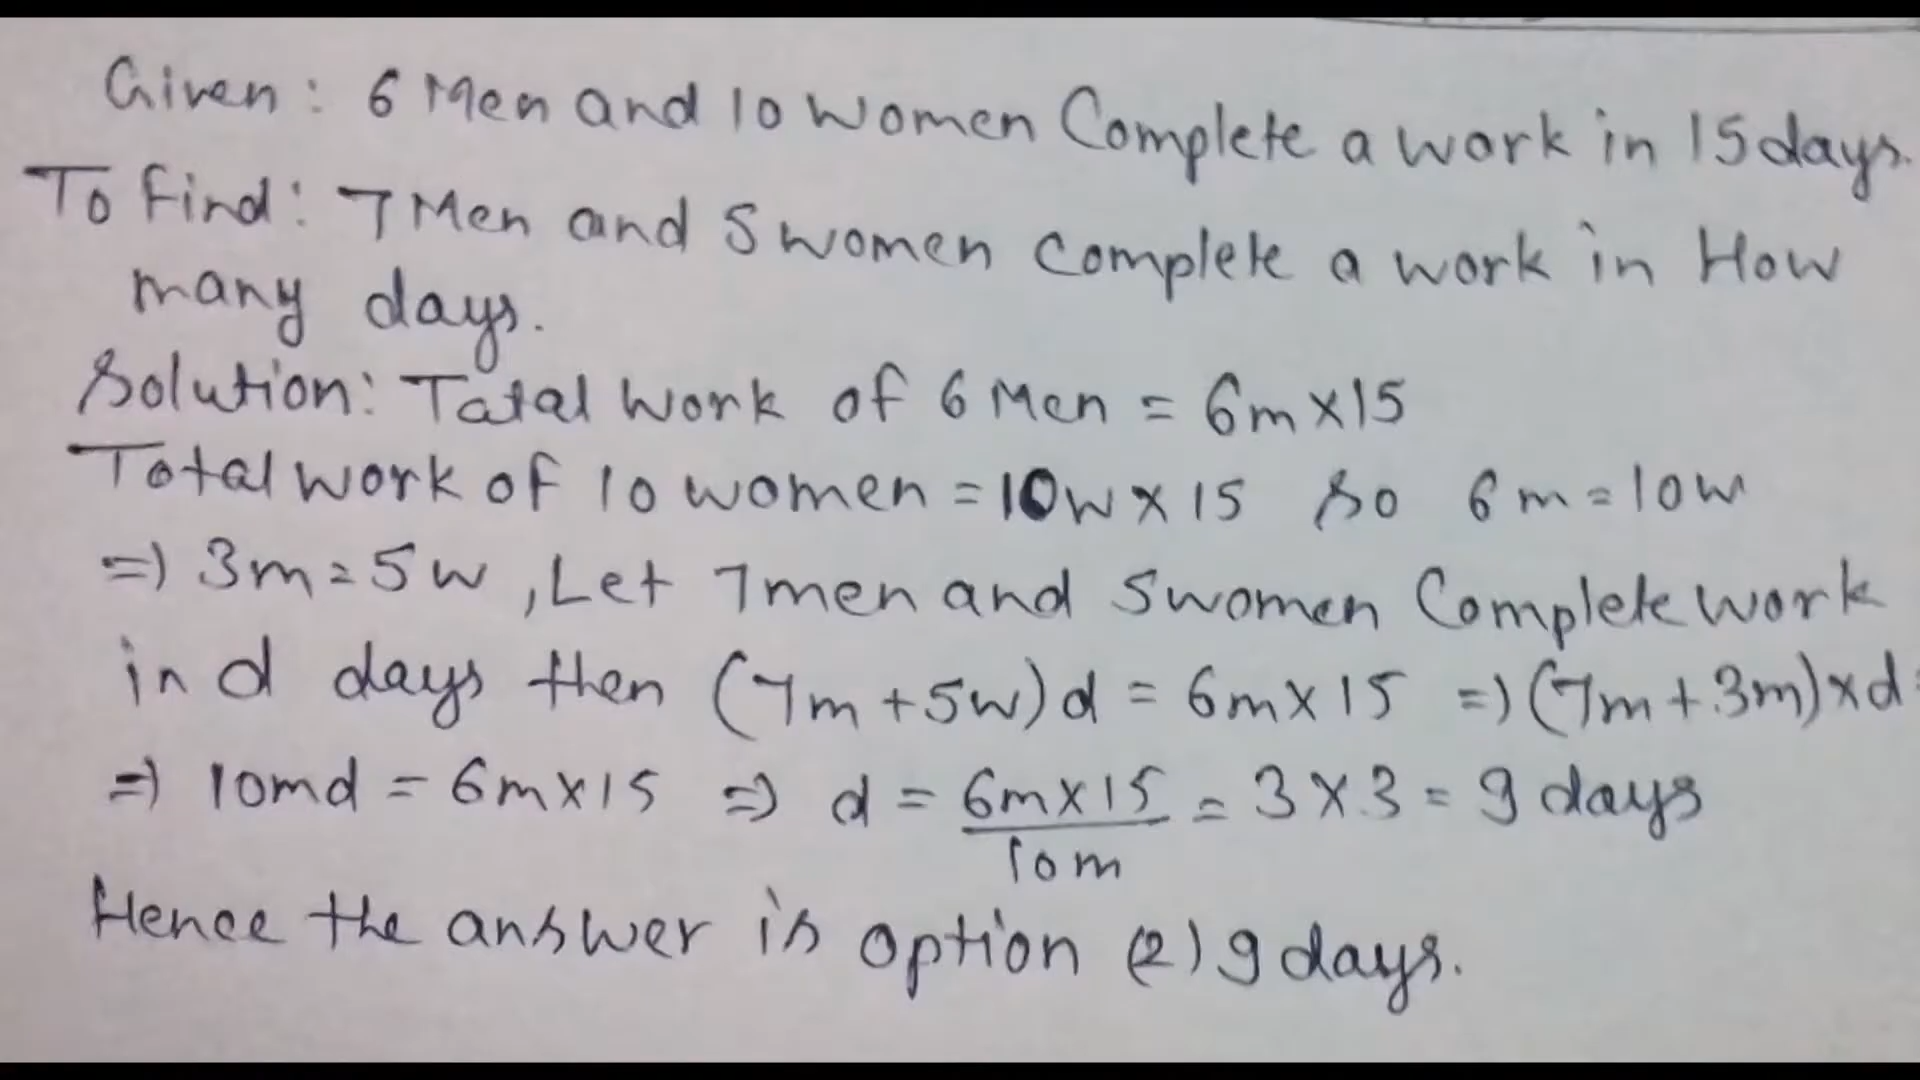 Given: 6 Men and 10 women Complete a work in 15 days.
To find: 7 Men and 5 women complete a work in How
many days.
Solution: Tatal work of 6 Men = 6m×15
Total work of 10 women = 10w×15 so 6m=10w
=) 3m=5w, Let 7men and 5women Complete work
in d days then (7m+5w)d = 6m×15 =) (7m+3m)×d=
=) 10md = 6m×15 =) d = 6m×15/10m = 3×3 = 9 days
Hence the answer is option (2) 9 days.